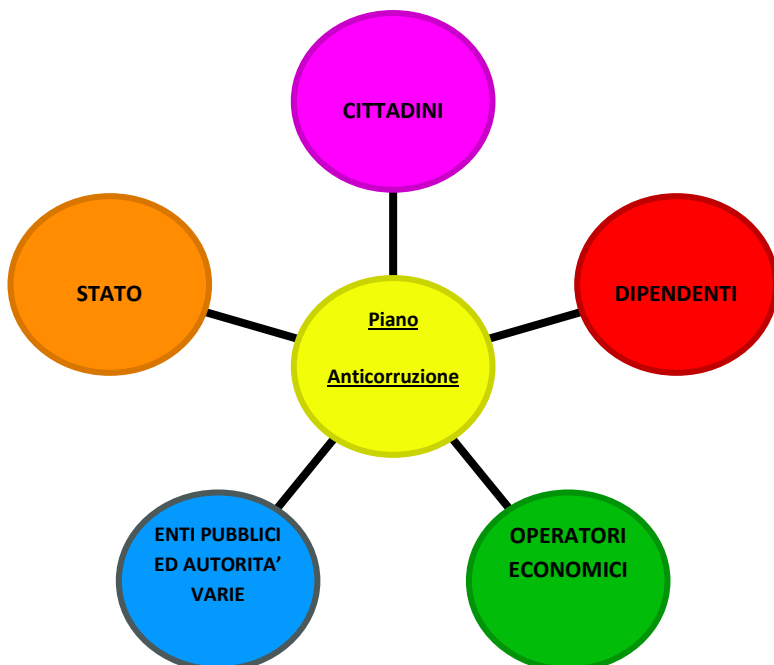 CITTADINI
STATO
DIPENDENTI
Piano
Anticorruzione
ENTI PUBBLICI
ED AUTORITA’
VARIE
OPERATORI
ECONOMICI